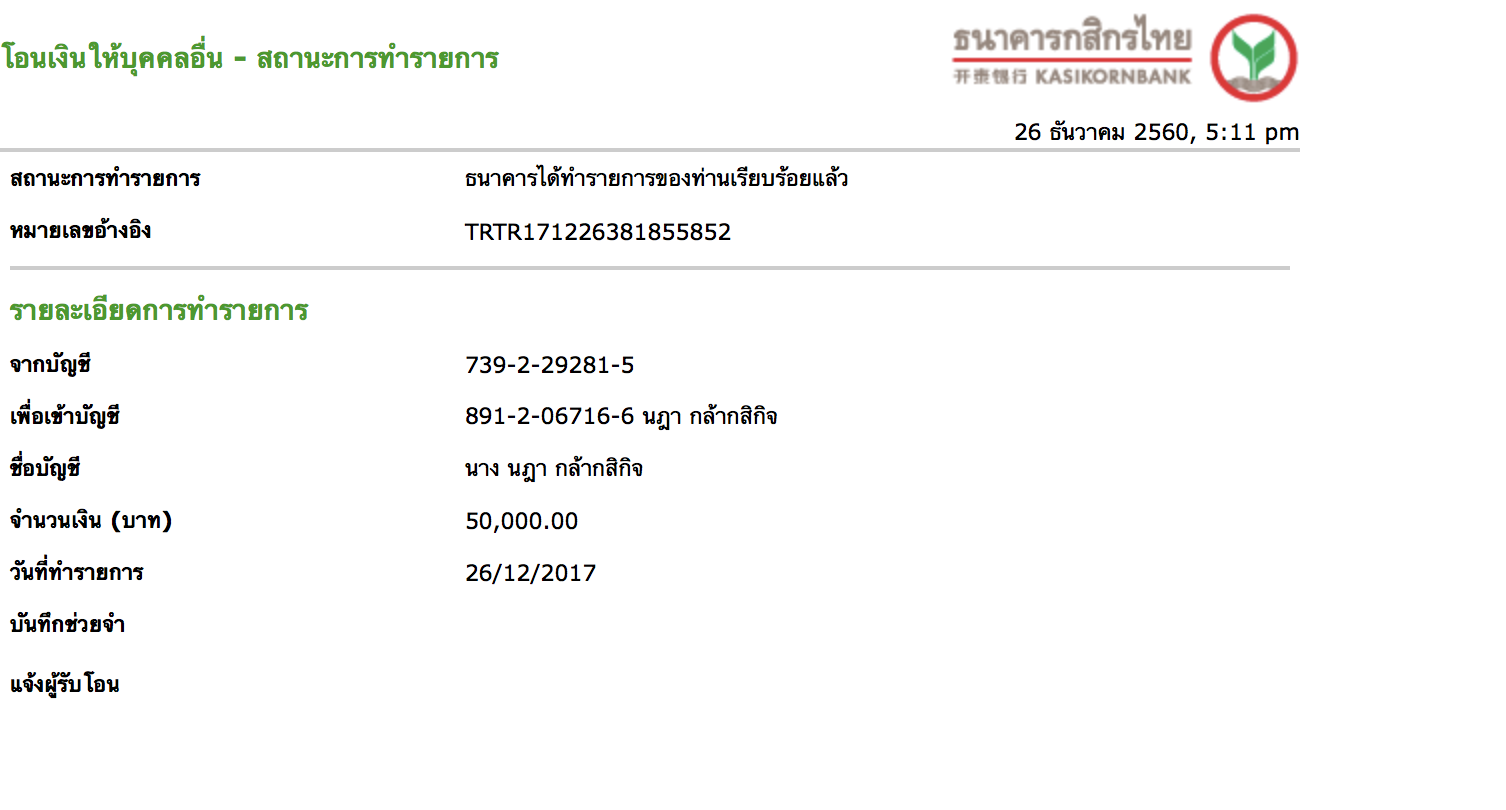 โอนเงินให้บุคคลอื่น - สถานะการทำรายการ
ธนาคารกสิกรไทย
开泰银行 KASIKORNBANK
26 ธันวาคม 2560, 5:11 pm
สถานะการทำรายการ ธนาคารได้ทำรายการของท่านเรียบร้อยแล้ว
หมายเลขอ้างอิง TRTR171226381855852
รายละเอียดการทำรายการ
จากบัญชี 739-2-29281-5
เพื่อเข้าบัญชี 891-2-06716-6 นฎา กล้ากสิกิจ
ชื่อบัญชี นาง นฎา กล้ากสิกิจ
จำนวนเงิน (บาท) 50,000.00
วันที่ทำรายการ 26/12/2017
บันทึกช่วยจำ
แจ้งผู้รับโอน